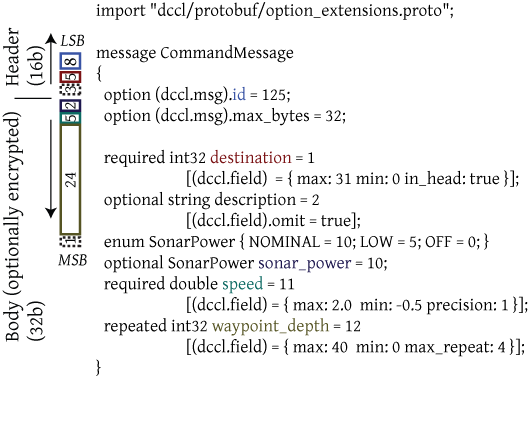 import "dccl/protobuf/option_extensions.proto";
LSB
Header
(16b)
8
5
3
2
5
24
1
MSB
Body (optionally encrypted)
(32b)
message CommandMessage
{
option (dccl.msg).id = 125;
option (dccl.msg).max_bytes = 32;
required int32 destination = 1
[(dccl.field) = { max: 31 min: 0 in_head: true }];
optional string description = 2
[(dccl.field).omit = true];
enum SonarPower { NOMINAL = 10; LOW = 5; OFF = 0; }
optional SonarPower sonar_power = 10;
required double speed = 11
[(dccl.field) = { max: 2.0 min: -0.5 precision: 1 }];
repeated int32 waypoint_depth = 12
[(dccl.field) = { max: 40 min: 0 max_repeat: 4 }];
}